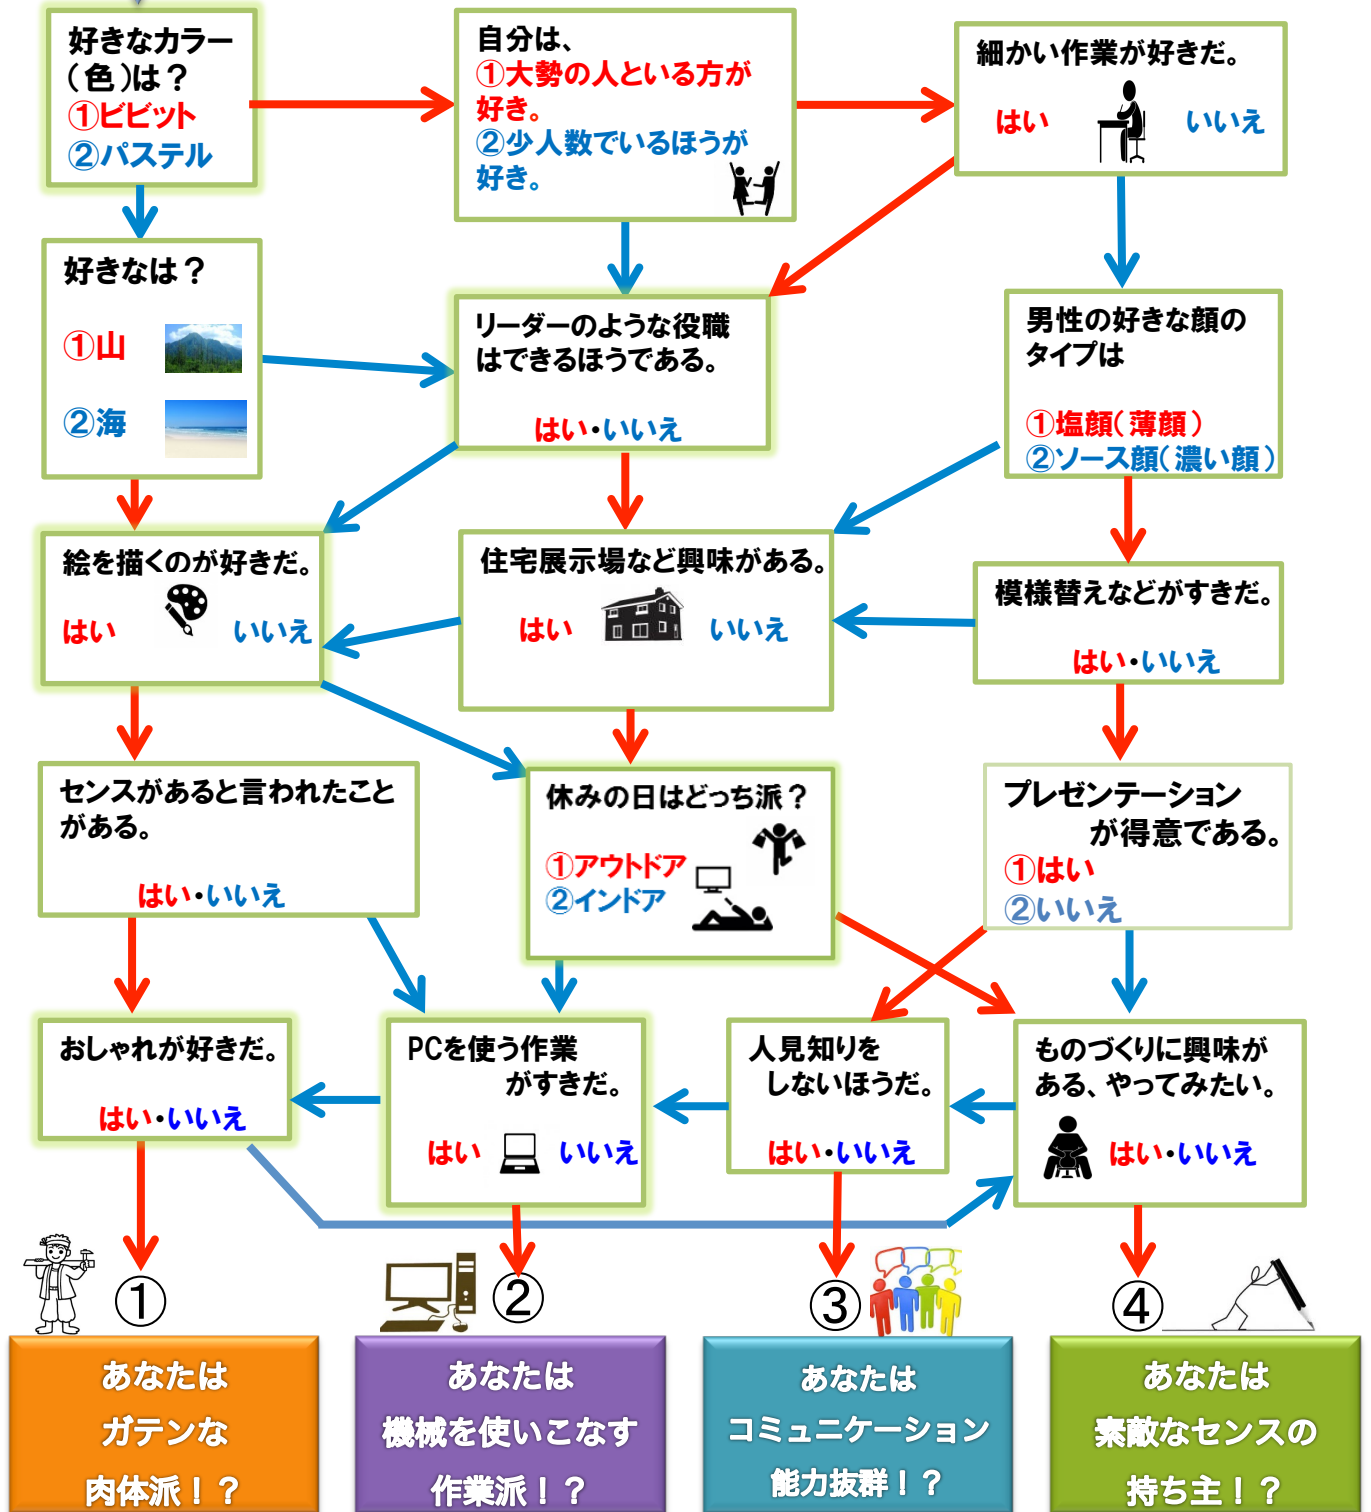 好きなカラー
（色）は？
①ビビット
②パステル
自分は、
①大勢の人といる方が
好き。
②少人数でいるほうが
好き。
細かい作業が好きだ。
はい いいえ
好きなは？
①山
②海
リーダーのような役職
はできるほうである。
はい・いいえ
男性の好きな顔の
タイプは
①塩顔（薄顔）
②ソース顔（濃い顔）
絵を描くのが好きだ。
はい いいえ
住宅展示場など興味がある。
はい いいえ
模様替えなどがすきだ。
はい・いいえ
センスがあると言われたこと
がある。
はい・いいえ
休みの日はどっち派？
①アウトドア
②インドア
プレゼンテーション
が得意である。
①はい
②いいえ
おしゃれが好きだ。
はい・いいえ
PCを使う作業
がすきだ。
はい いいえ
人見知りを
しないほうだ。
はい・いいえ
ものづくりに興味が
ある、やってみたい。
はい・いいえ
①
②
③
④
あなたは
ガテンな
肉体派！？
あなたは
機械を使いこなす
作業派！？
あなたは
コミュニケーション
能力抜群！？
あなたは
素敵なセンスの
持ち主！？